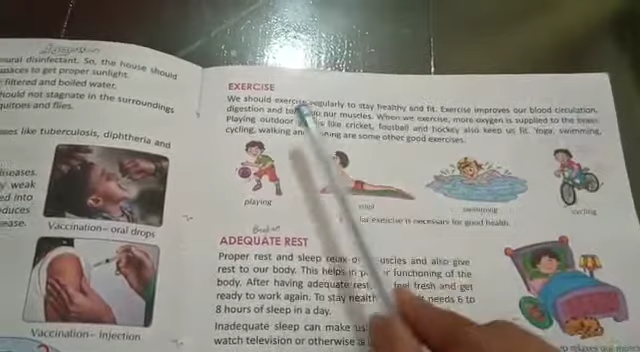 natural disinfectant. So, the house should
spaces to get proper sunlight.
filtered and boiled water.
should not stagnate in the surroundings
mosquitoes and flies.
diseases like tuberculosis, diphtheria and
diseases.
weak
ed into
duces
ease.
Vaccination– oral drops
Vaccination– injection
EXERCISE
We should exercise regularly to stay healthy and fit. Exercise improves our blood circulation,
digestion and our muscles. When we exercise, more oxygen is supplied to the brain.
Playing outdoor like cricket, football and hockey also keep us fit. Yoga, swimming,
cycling, walking and are some other good exercises.
playing
yoga
swimming
cycling
exercise is necessary for good health
ADEQUATE REST
Proper rest and sleep relax muscles and also give
rest to our body. This helps in functioning of the
body. After having adequate rest, feel fresh and get
ready to work again. To stay needs 6 to
8 hours of sleep in a day.
Inadequate sleep can make us
watch television or otherwise
relaxes our